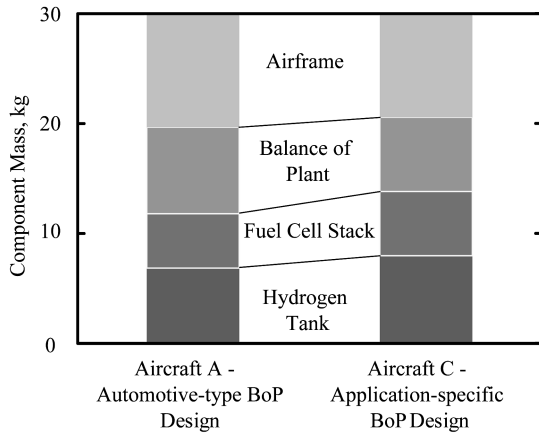 30
20
10
0
Component Mass, kg
Airframe
Balance of
Plant
Fuel Cell Stack
Hydrogen
Tank
Aircraft A -
Automotive-type BoP
Design
Aircraft C -
Application-specific
BoP Design